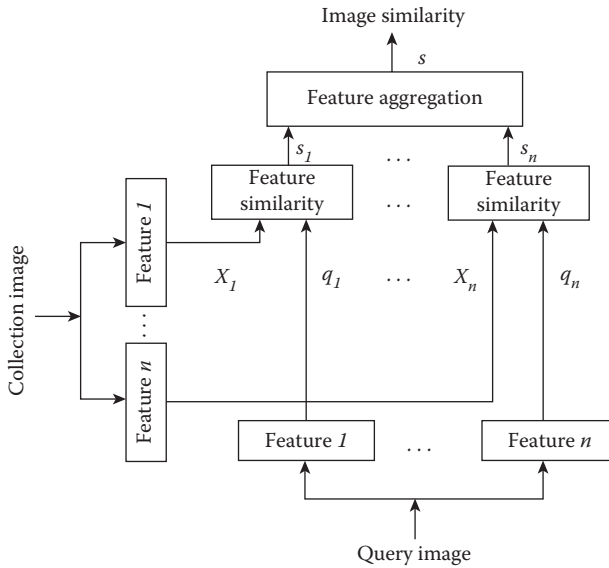 Image similarity
s
Feature aggregation
s1 ... sn
Feature similarity
... 
Feature similarity
...
Feature 1
X1 q1 ... Xn qn
Collection image
...
Feature n
Feature 1 ... Feature n
Query image